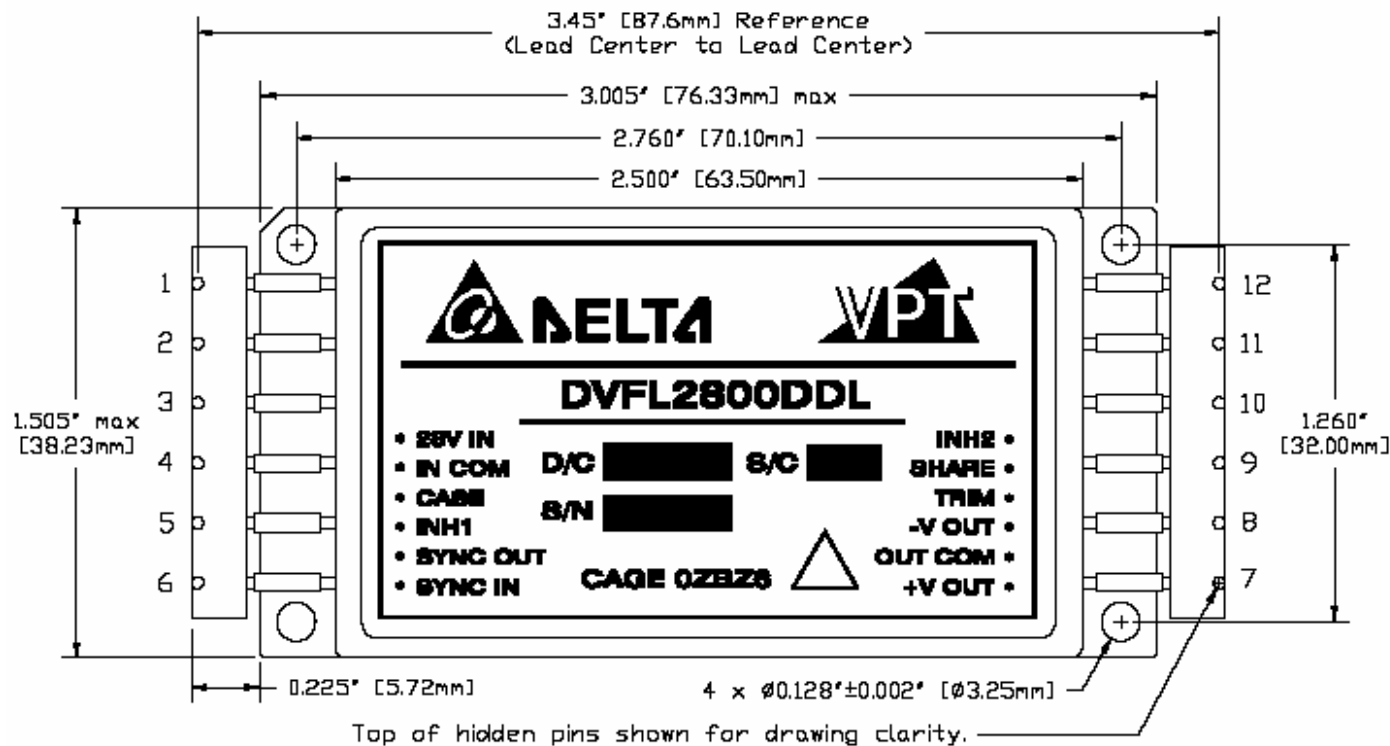 3.45" [87.6mm] Reference
(Lead Center to Lead Center)
3.005" [76.33mm] max
2.760" [70.10mm]
2.500" [63.50mm]
1
2
3
4
5
6
12
11
10
9
8
7
1.505" max
[38.23mm]
1.260"
[32.00mm]
DELTA
VPT
DVFL2800DDL
• 28V IN
• IN COM
• CASE
• INH1
• SYNC OUT
• SYNC IN
D/C
S/C
S/N
CAGE 0ZBZ6
INH2 •
SHARE •
TRIM •
-V OUT •
OUT COM •
+V OUT •
0.225" [5.72mm]
4 x Ø0.128"±0.002" [Ø3.25mm]
Top of hidden pins shown for drawing clarity.